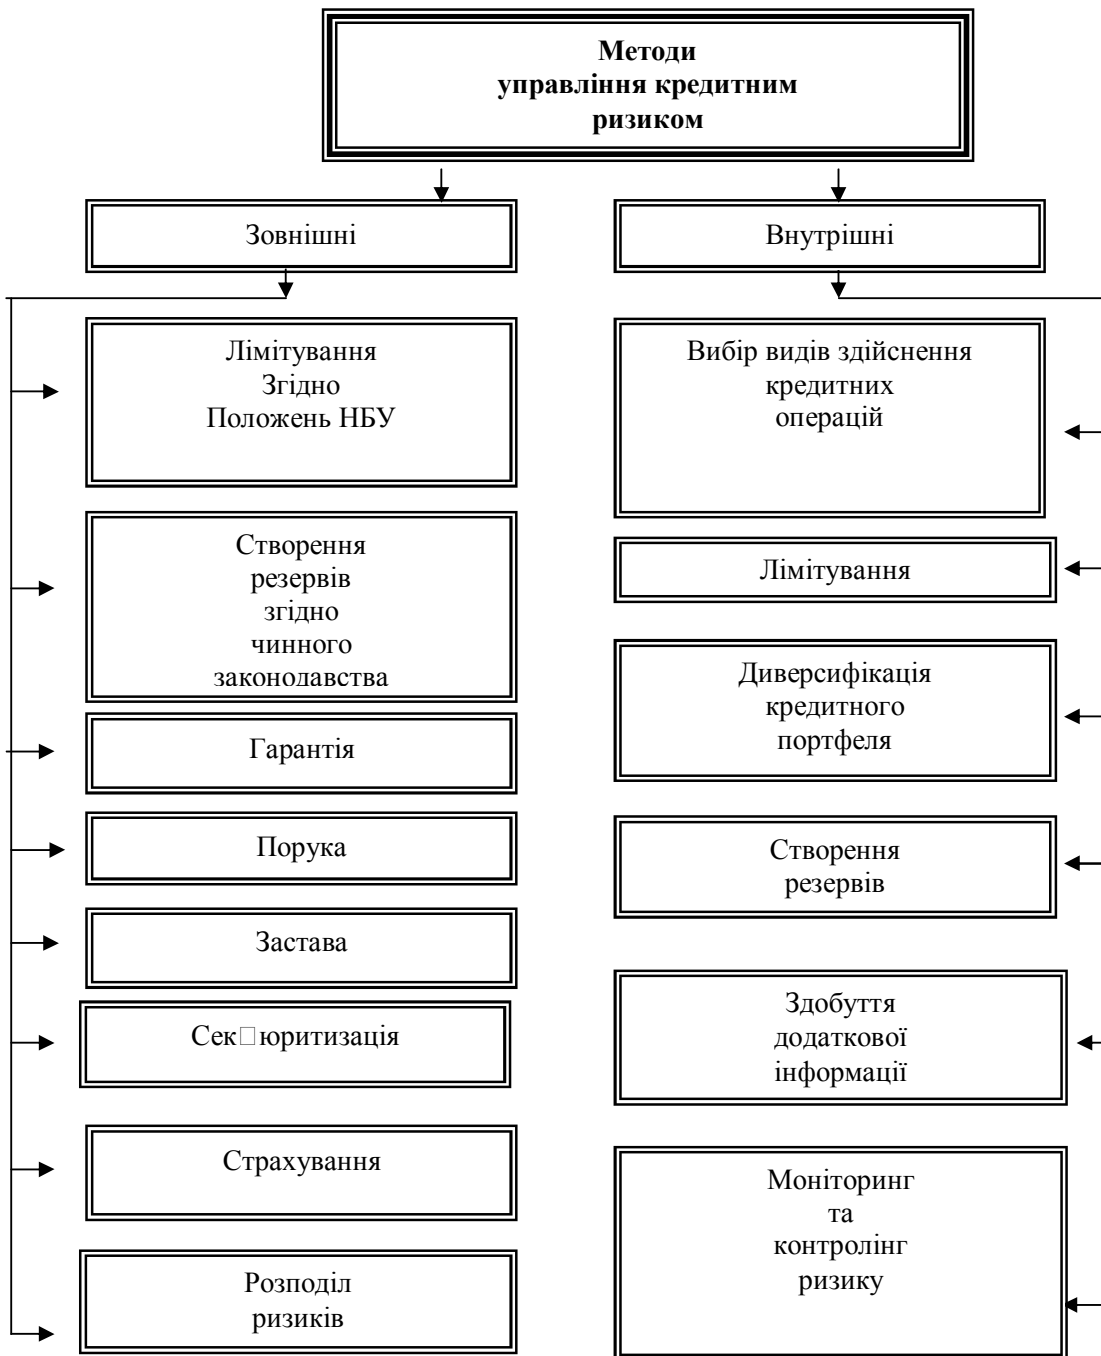 Методи
управління кредитним
ризиком
Зовнішні
Лімітування
Згідно
Положень НБУ
Створення
резервів
згідно
чинного
законодавства
Гарантія
Порука
Застава
Сек□юритизація
Страхування
Розподіл
ризиків
Внутрішні
Вибір видів здійснення
кредитних
операцій
Лімітування
Диверсифікація
кредитного
портфеля
Створення
резервів
Здобуття
додаткової
інформації
Моніторинг
та
контролінг
ризику